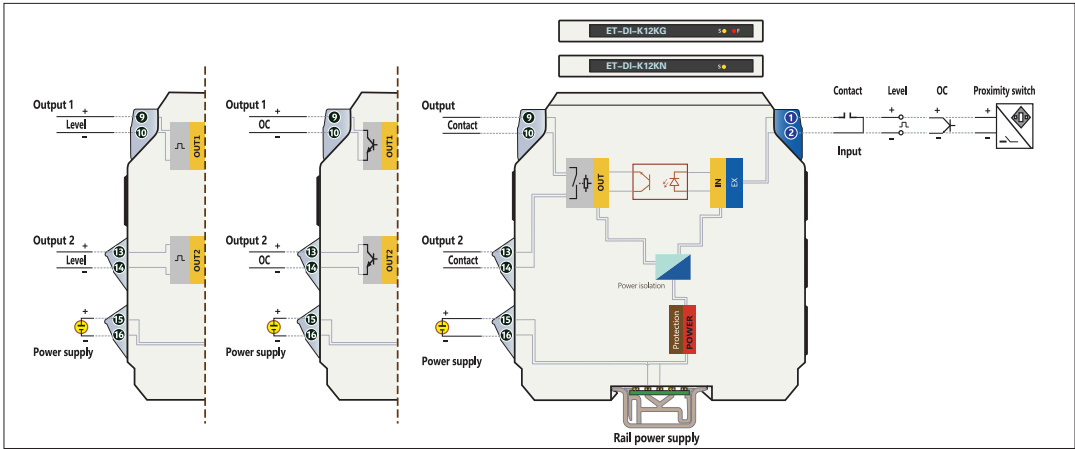 ET-DI-K12KG
S F
ET-DI-K12KN
S
Output 1
+
Level
−
9
10
OUT1
Output 2
+
Level
−
13
14
OUT2
+
−
15
16
Power supply
Output 1
+
OC
−
9
10
OUT1
Output 2
+
OC
−
13
14
OUT2
+
−
15
16
Power supply
Output
+
Contact
−
9
10
Output 2
+
Contact
−
13
14
+
−
15
16
Power supply
OUT
IN
EX
Power isolation
Protection
POWER
Rail power supply
1
2
Contact
Input
Level
+
−
OC
+
−
Proximity switch
+
−